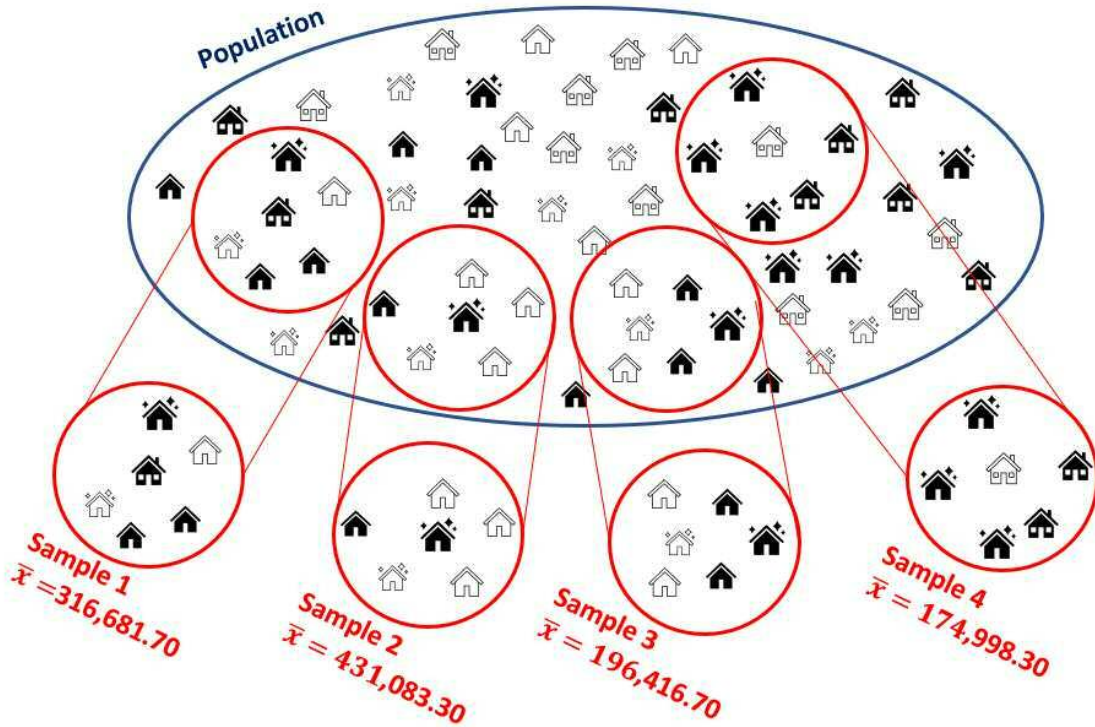 Population
Sample 1
x̅ =316,681.70
Sample 2
x̅ = 431,083.30
Sample 3
x̅ = 196,416.70
Sample 4
x̅ = 174,998.30